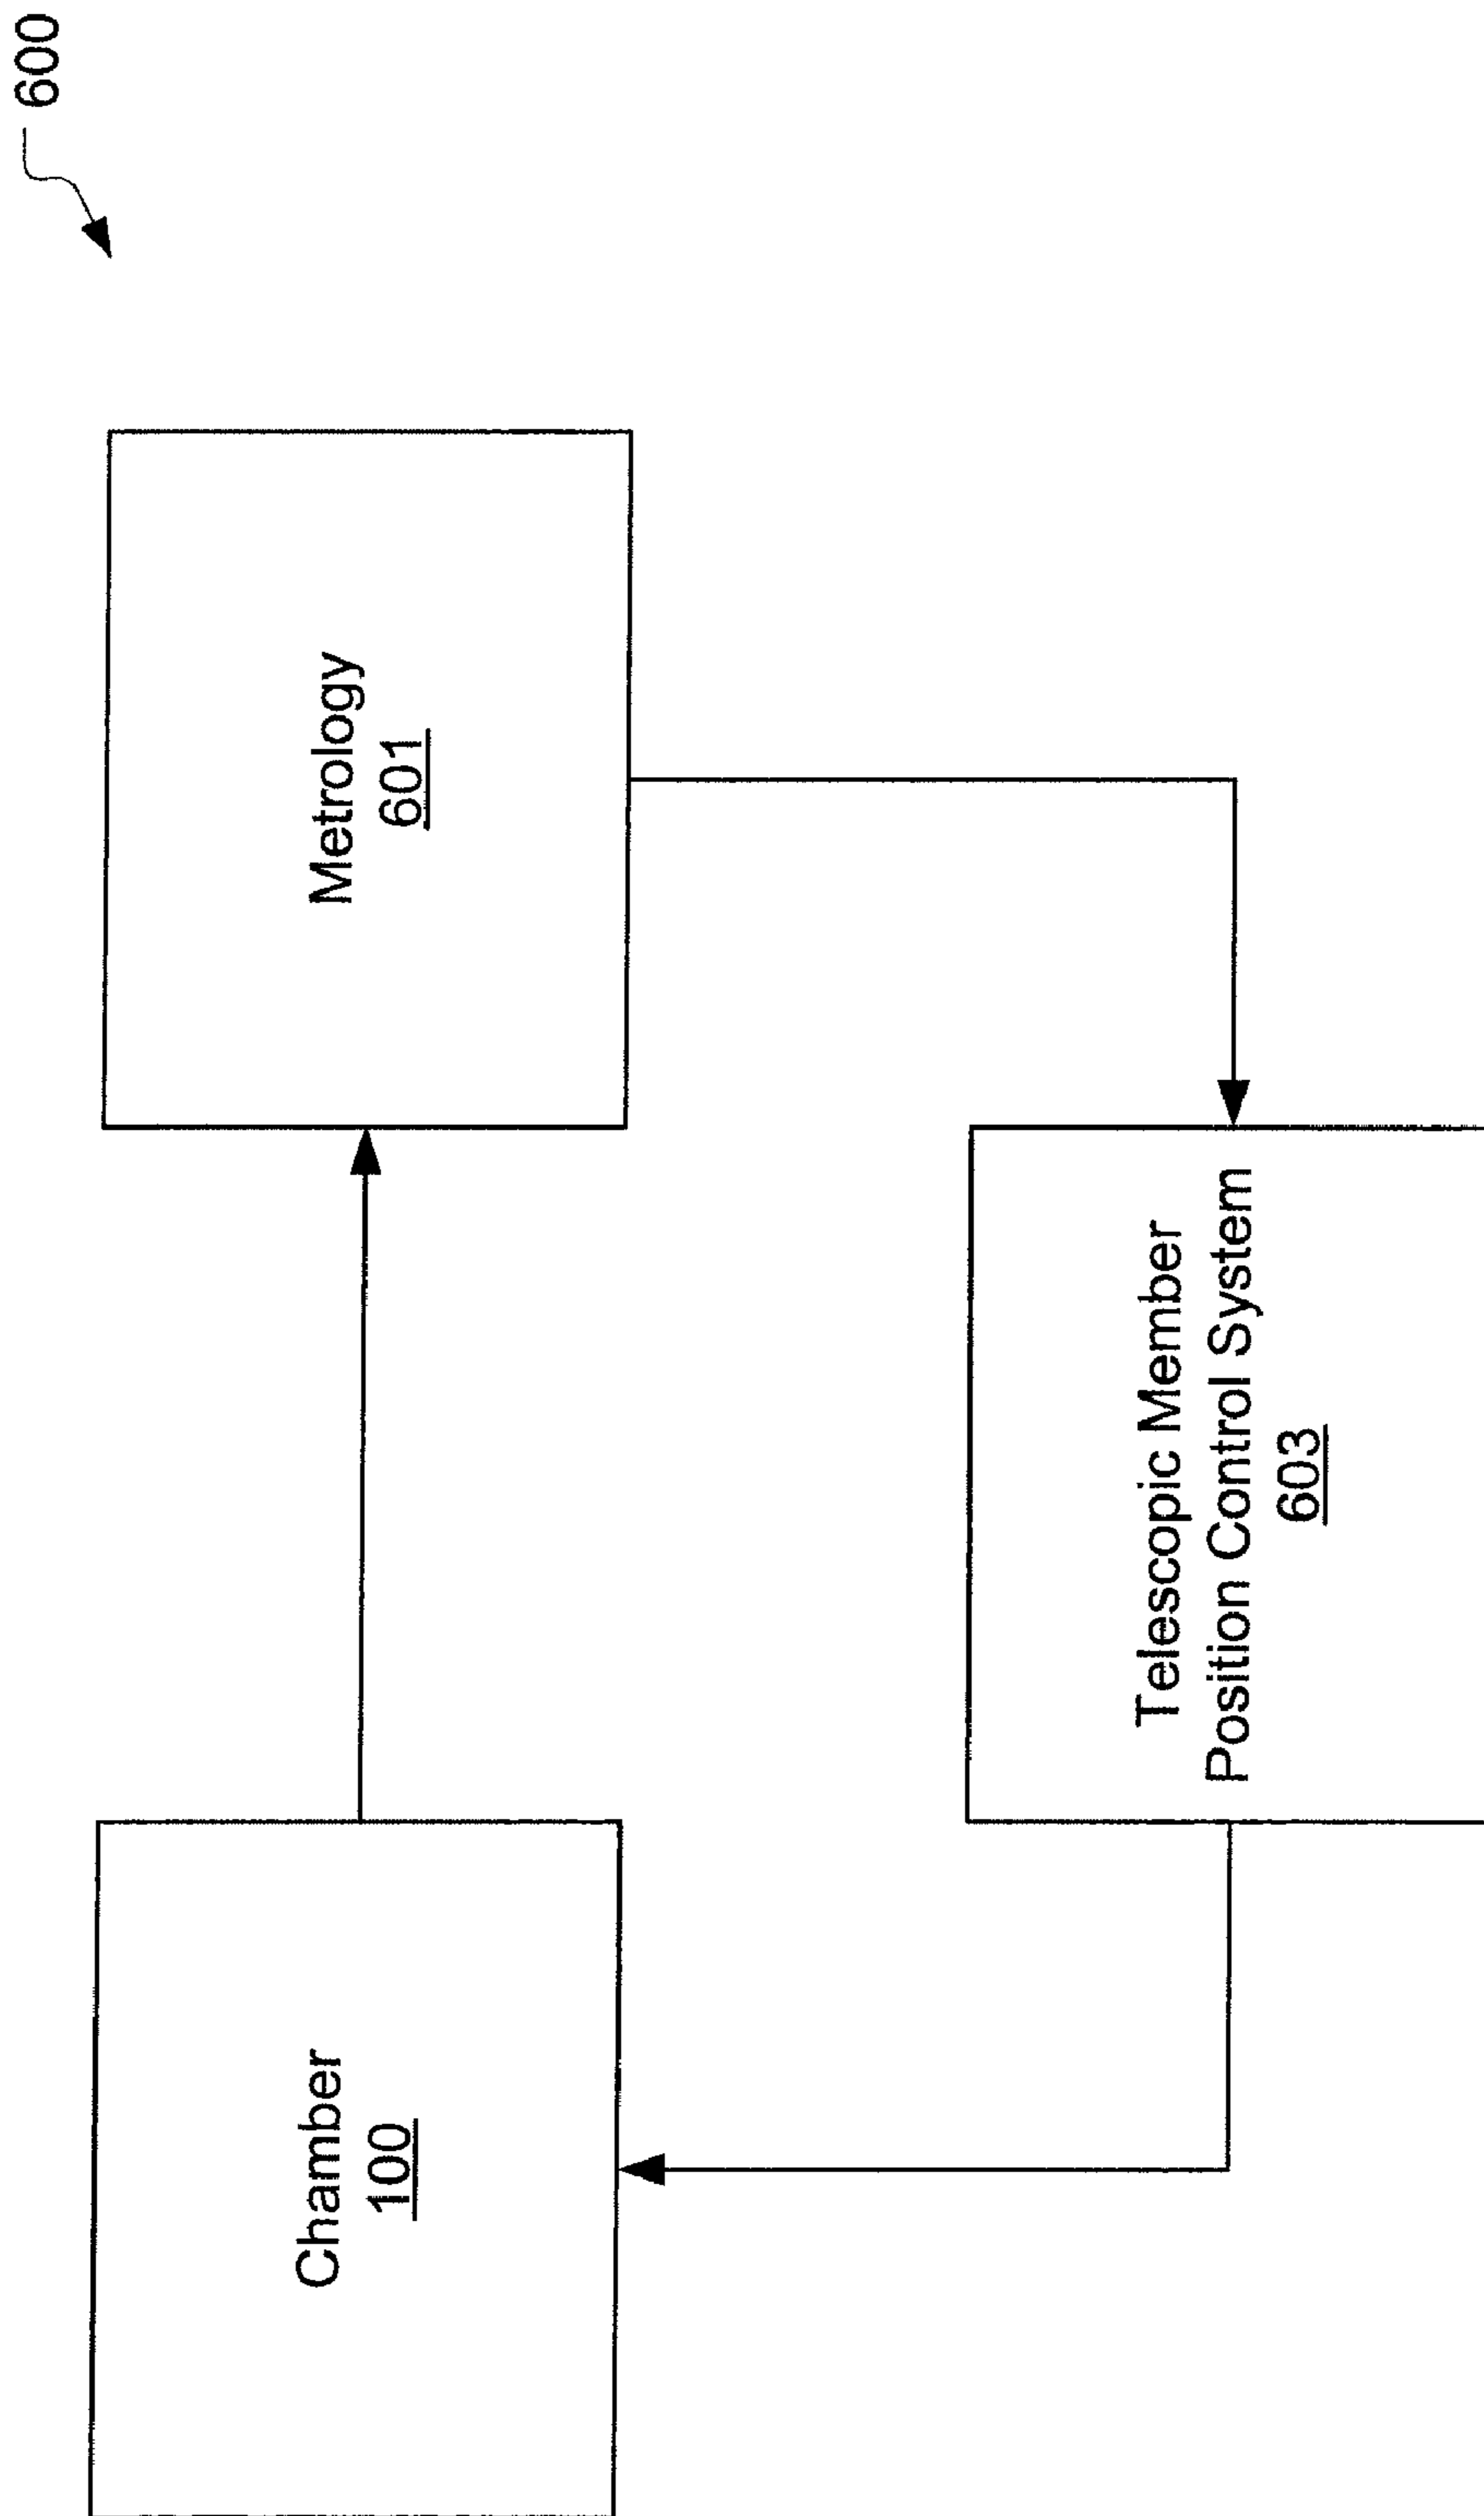 600
Chamber
100
Metrology
601
Telescopic Member
Position Control System
603